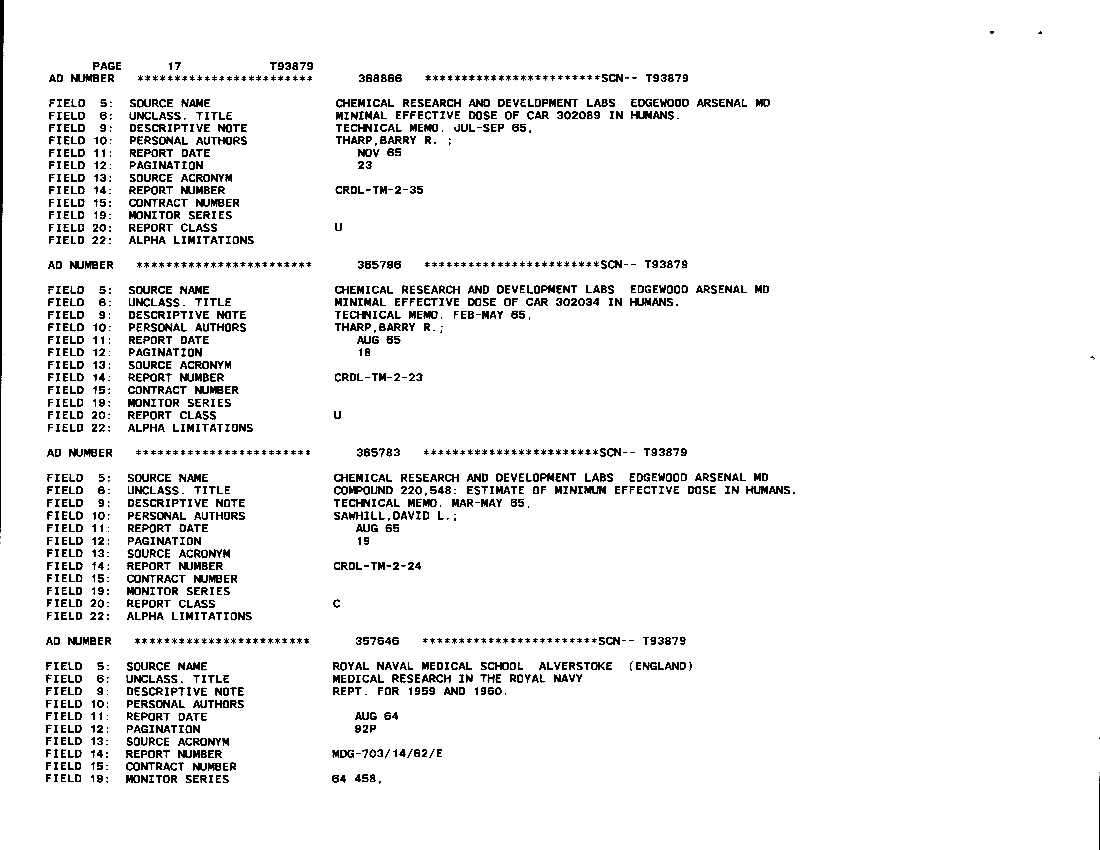 PAGE 17 T93879
AD NUMBER ************************ 368886 ************************SCN-- T93879
FIELD 5: SOURCE NAME CHEMICAL RESEARCH AND DEVELOPMENT LABS EDGEWOOD ARSENAL MD
FIELD 6: UNCLASS. TITLE MINIMAL EFFECTIVE DOSE OF CAR 302089 IN HUMANS.
FIELD 9: DESCRIPTIVE NOTE TECHNICAL MEMO. JUL-SEP 65,
FIELD 10: PERSONAL AUTHORS THARP,BARRY R. ;
FIELD 11: REPORT DATE NOV 65
FIELD 12: PAGINATION 23
FIELD 13: SOURCE ACRONYM
FIELD 14: REPORT NUMBER CRDL-TM-2-35
FIELD 15: CONTRACT NUMBER
FIELD 19: MONITOR SERIES
FIELD 20: REPORT CLASS U
FIELD 22: ALPHA LIMITATIONS
AD NUMBER ************************ 365796 ************************SCN-- T93879
FIELD 5: SOURCE NAME CHEMICAL RESEARCH AND DEVELOPMENT LABS EDGEWOOD ARSENAL MD
FIELD 6: UNCLASS. TITLE MINIMAL EFFECTIVE DOSE OF CAR 302034 IN HUMANS.
FIELD 9: DESCRIPTIVE NOTE TECHNICAL MEMO. FEB-MAY 65,
FIELD 10: PERSONAL AUTHORS THARP,BARRY R.;
FIELD 11: REPORT DATE AUG 65
FIELD 12: PAGINATION 18
FIELD 13: SOURCE ACRONYM
FIELD 14: REPORT NUMBER CRDL-TM-2-23
FIELD 15: CONTRACT NUMBER
FIELD 19: MONITOR SERIES
FIELD 20: REPORT CLASS U
FIELD 22: ALPHA LIMITATIONS
AD NUMBER ************************ 365783 ************************SCN-- T93879
FIELD 5: SOURCE NAME CHEMICAL RESEARCH AND DEVELOPMENT LABS EDGEWOOD ARSENAL MD
FIELD 6: UNCLASS. TITLE COMPOUND 220,548: ESTIMATE OF MINIMUM EFFECTIVE DOSE IN HUMANS.
FIELD 9: DESCRIPTIVE NOTE TECHNICAL MEMO. MAR-MAY 65,
FIELD 10: PERSONAL AUTHORS SAWHILL,DAVID L.;
FIELD 11: REPORT DATE AUG 65
FIELD 12: PAGINATION 19
FIELD 13: SOURCE ACRONYM
FIELD 14: REPORT NUMBER CRDL-TM-2-24
FIELD 15: CONTRACT NUMBER
FIELD 19: MONITOR SERIES
FIELD 20: REPORT CLASS C
FIELD 22: ALPHA LIMITATIONS
AD NUMBER ************************ 357646 ************************SCN-- T93879
FIELD 5: SOURCE NAME ROYAL NAVAL MEDICAL SCHOOL ALVERSTOKE (ENGLAND)
FIELD 6: UNCLASS. TITLE MEDICAL RESEARCH IN THE ROYAL NAVY
FIELD 9: DESCRIPTIVE NOTE REPT. FOR 1959 AND 1960.
FIELD 10: PERSONAL AUTHORS
FIELD 11: REPORT DATE AUG 64
FIELD 12: PAGINATION 92P
FIELD 13: SOURCE ACRONYM
FIELD 14: REPORT NUMBER MDG-703/14/62/E
FIELD 15: CONTRACT NUMBER
FIELD 19: MONITOR SERIES 64 458,